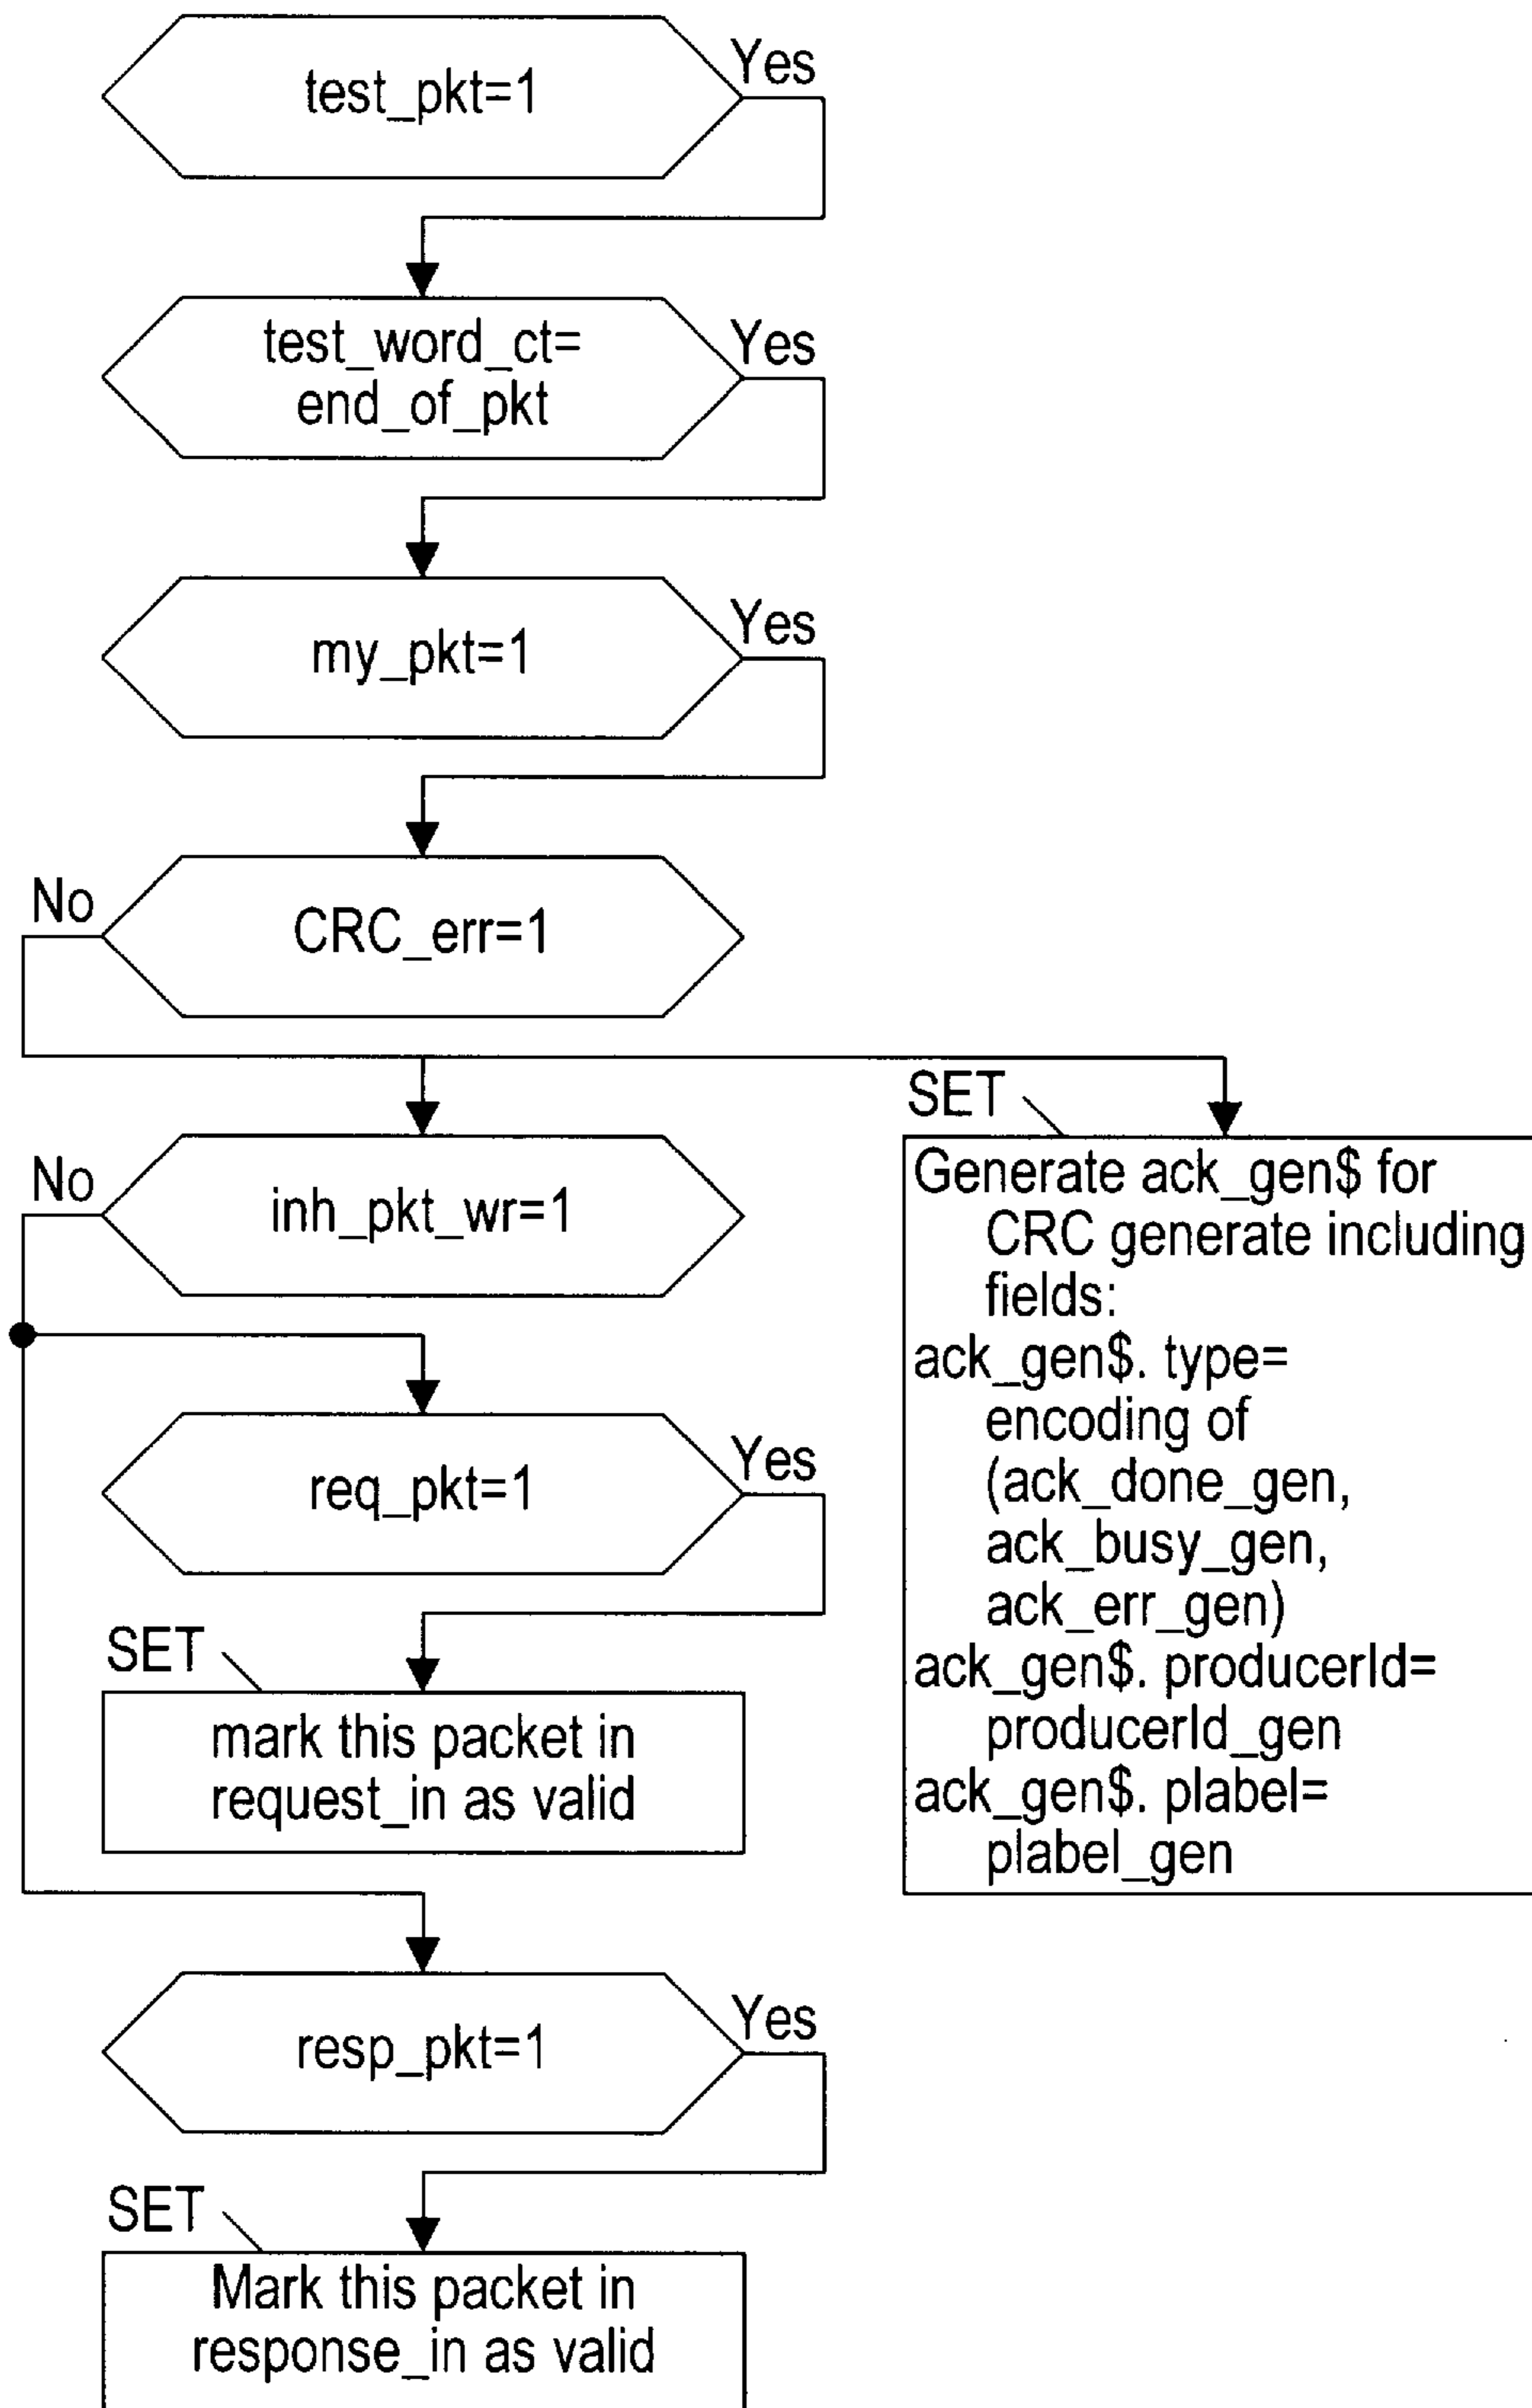 test_pkt=1
Yes
test_word_ct=
end_of_pkt
Yes
my_pkt=1
Yes
No
CRC_err=1
No
inh_pkt_wr=1
req_pkt=1
Yes
SET
mark this packet in
request_in as valid
resp_pkt=1
Yes
SET
Mark this packet in
response_in as valid
SET
Generate ack_gen$ for
CRC generate including
fields:
ack_gen$. type=
encoding of
(ack_done_gen,
ack_busy_gen,
ack_err_gen)
ack_gen$. producerId=
producerId_gen
ack_gen$. plabel=
plabel_gen